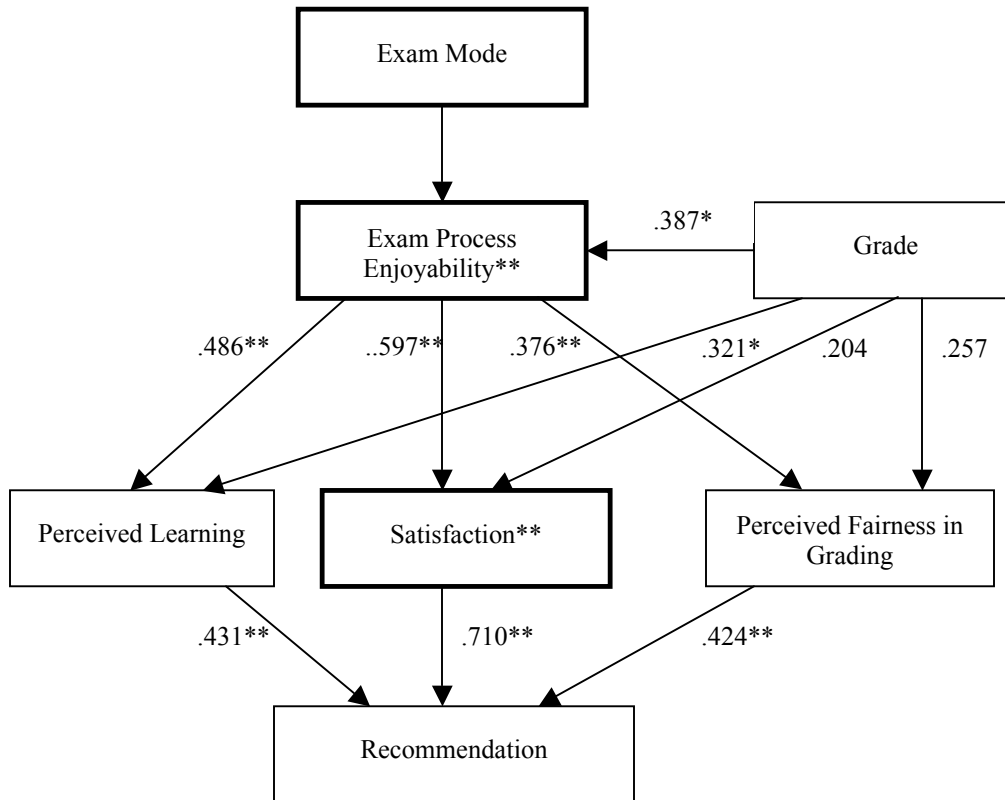 Exam Mode
.387*
Exam Process
Enjoyability**
Grade
.486**
..597**
.376**
.321*
.204
.257
Perceived Learning
Satisfaction**
Perceived Fairness in
Grading
.431**
.710**
.424**
Recommendation